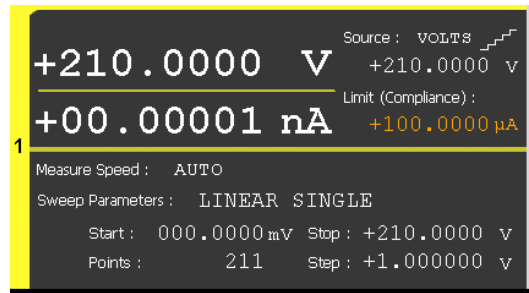 +210.0000 V
Source : VOLTS
+210.0000 V
+00.00001 nA
Limit (Compliance) :
+100.0000 µA
1
Measure Speed : AUTO
Sweep Parameters : LINEAR SINGLE
Start : 000.0000 mV Stop : +210.0000 V
Points : 211 Step : +1.000000 V